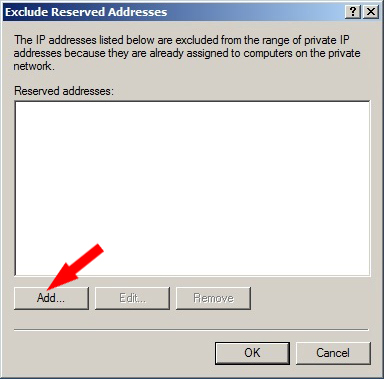 Exclude Reserved Addresses
The IP addresses listed below are excluded from the range of private IP
addresses because they are already assigned to computers on the private
network.
Reserved addresses:
Add...
Edit...
Remove
OK
Cancel